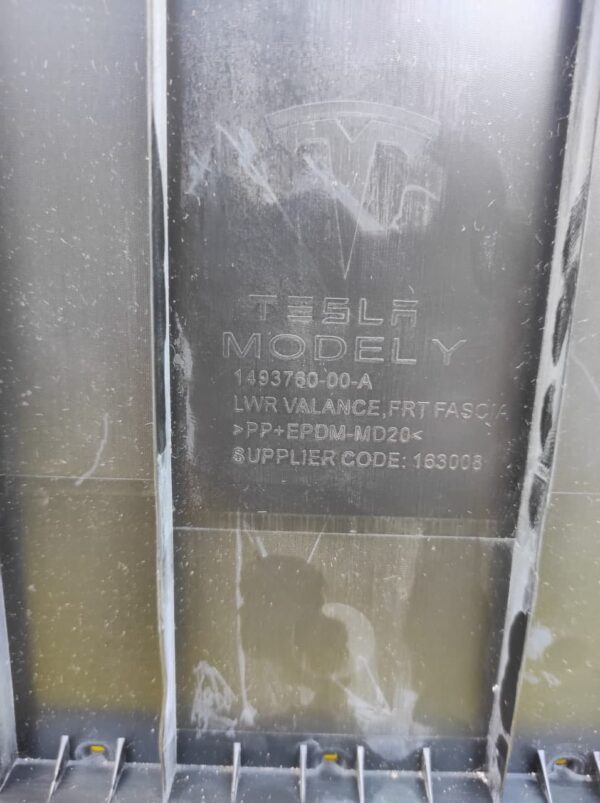 TESLA
MODEL Y
1493760-00-A
LWR VALANCE,FRT FASCIA
>PP+EPDM-MD20<
SUPPLIER CODE: 163008